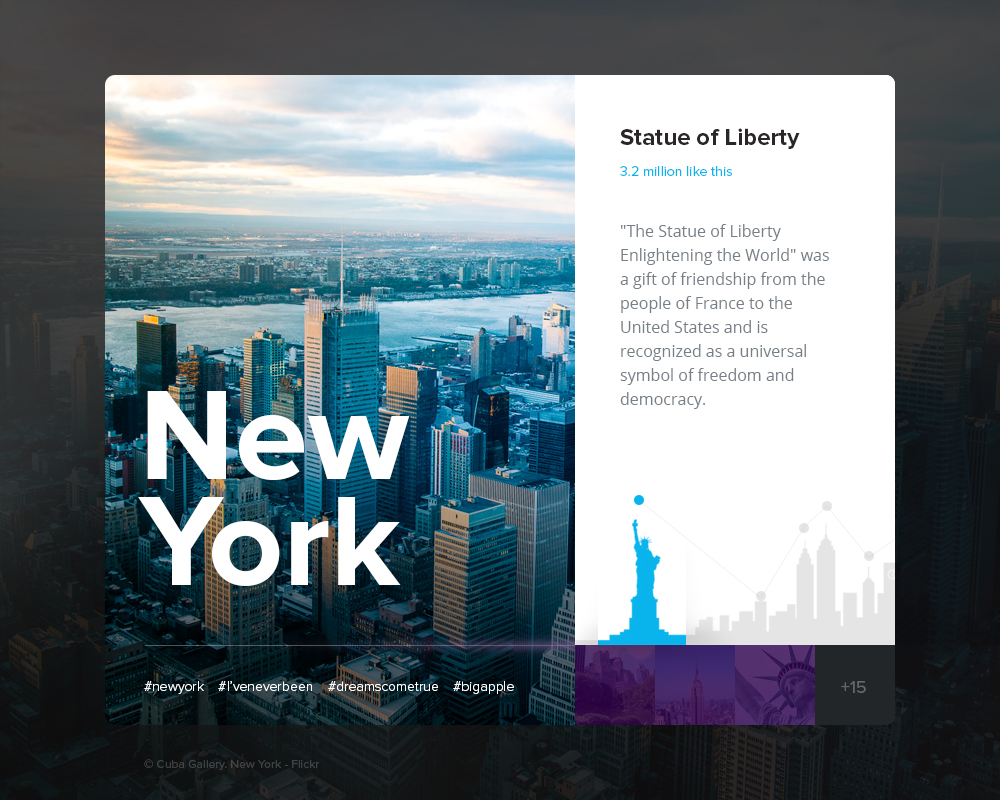 New
York
#newyork #I'veneverbeen #dreamscometrue #bigapple
Statue of Liberty
3.2 million like this
"The Statue of Liberty
Enlightening the World" was
a gift of friendship from the
people of France to the
United States and is
recognized as a universal
symbol of freedom and
democracy.
+15
© Cuba Gallery. New York - Flickr